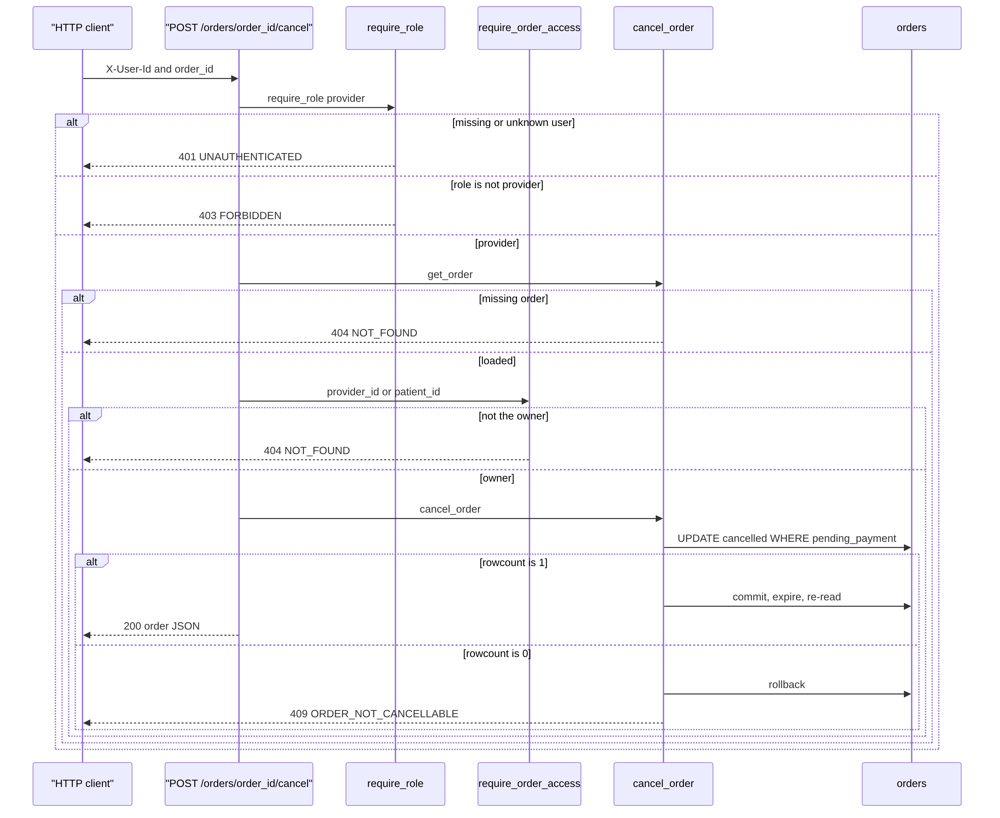 "HTTP client"
"POST /orders/order_id/cancel"
require_role
require_order_access
cancel_order
orders
X-User-Id and order_id
require_role provider
alt
[missing or unknown user]
401 UNAUTHENTICATED
[role is not provider]
403 FORBIDDEN
[provider]
get_order
alt
[missing order]
404 NOT_FOUND
[loaded]
provider_id or patient_id
alt
[not the owner]
404 NOT_FOUND
[owner]
cancel_order
UPDATE cancelled WHERE pending_payment
alt
[rowcount is 1]
commit, expire, re-read
200 order JSON
[rowcount is 0]
rollback
409 ORDER_NOT_CANCELLABLE
"HTTP client"
"POST /orders/order_id/cancel"
require_role
require_order_access
cancel_order
orders